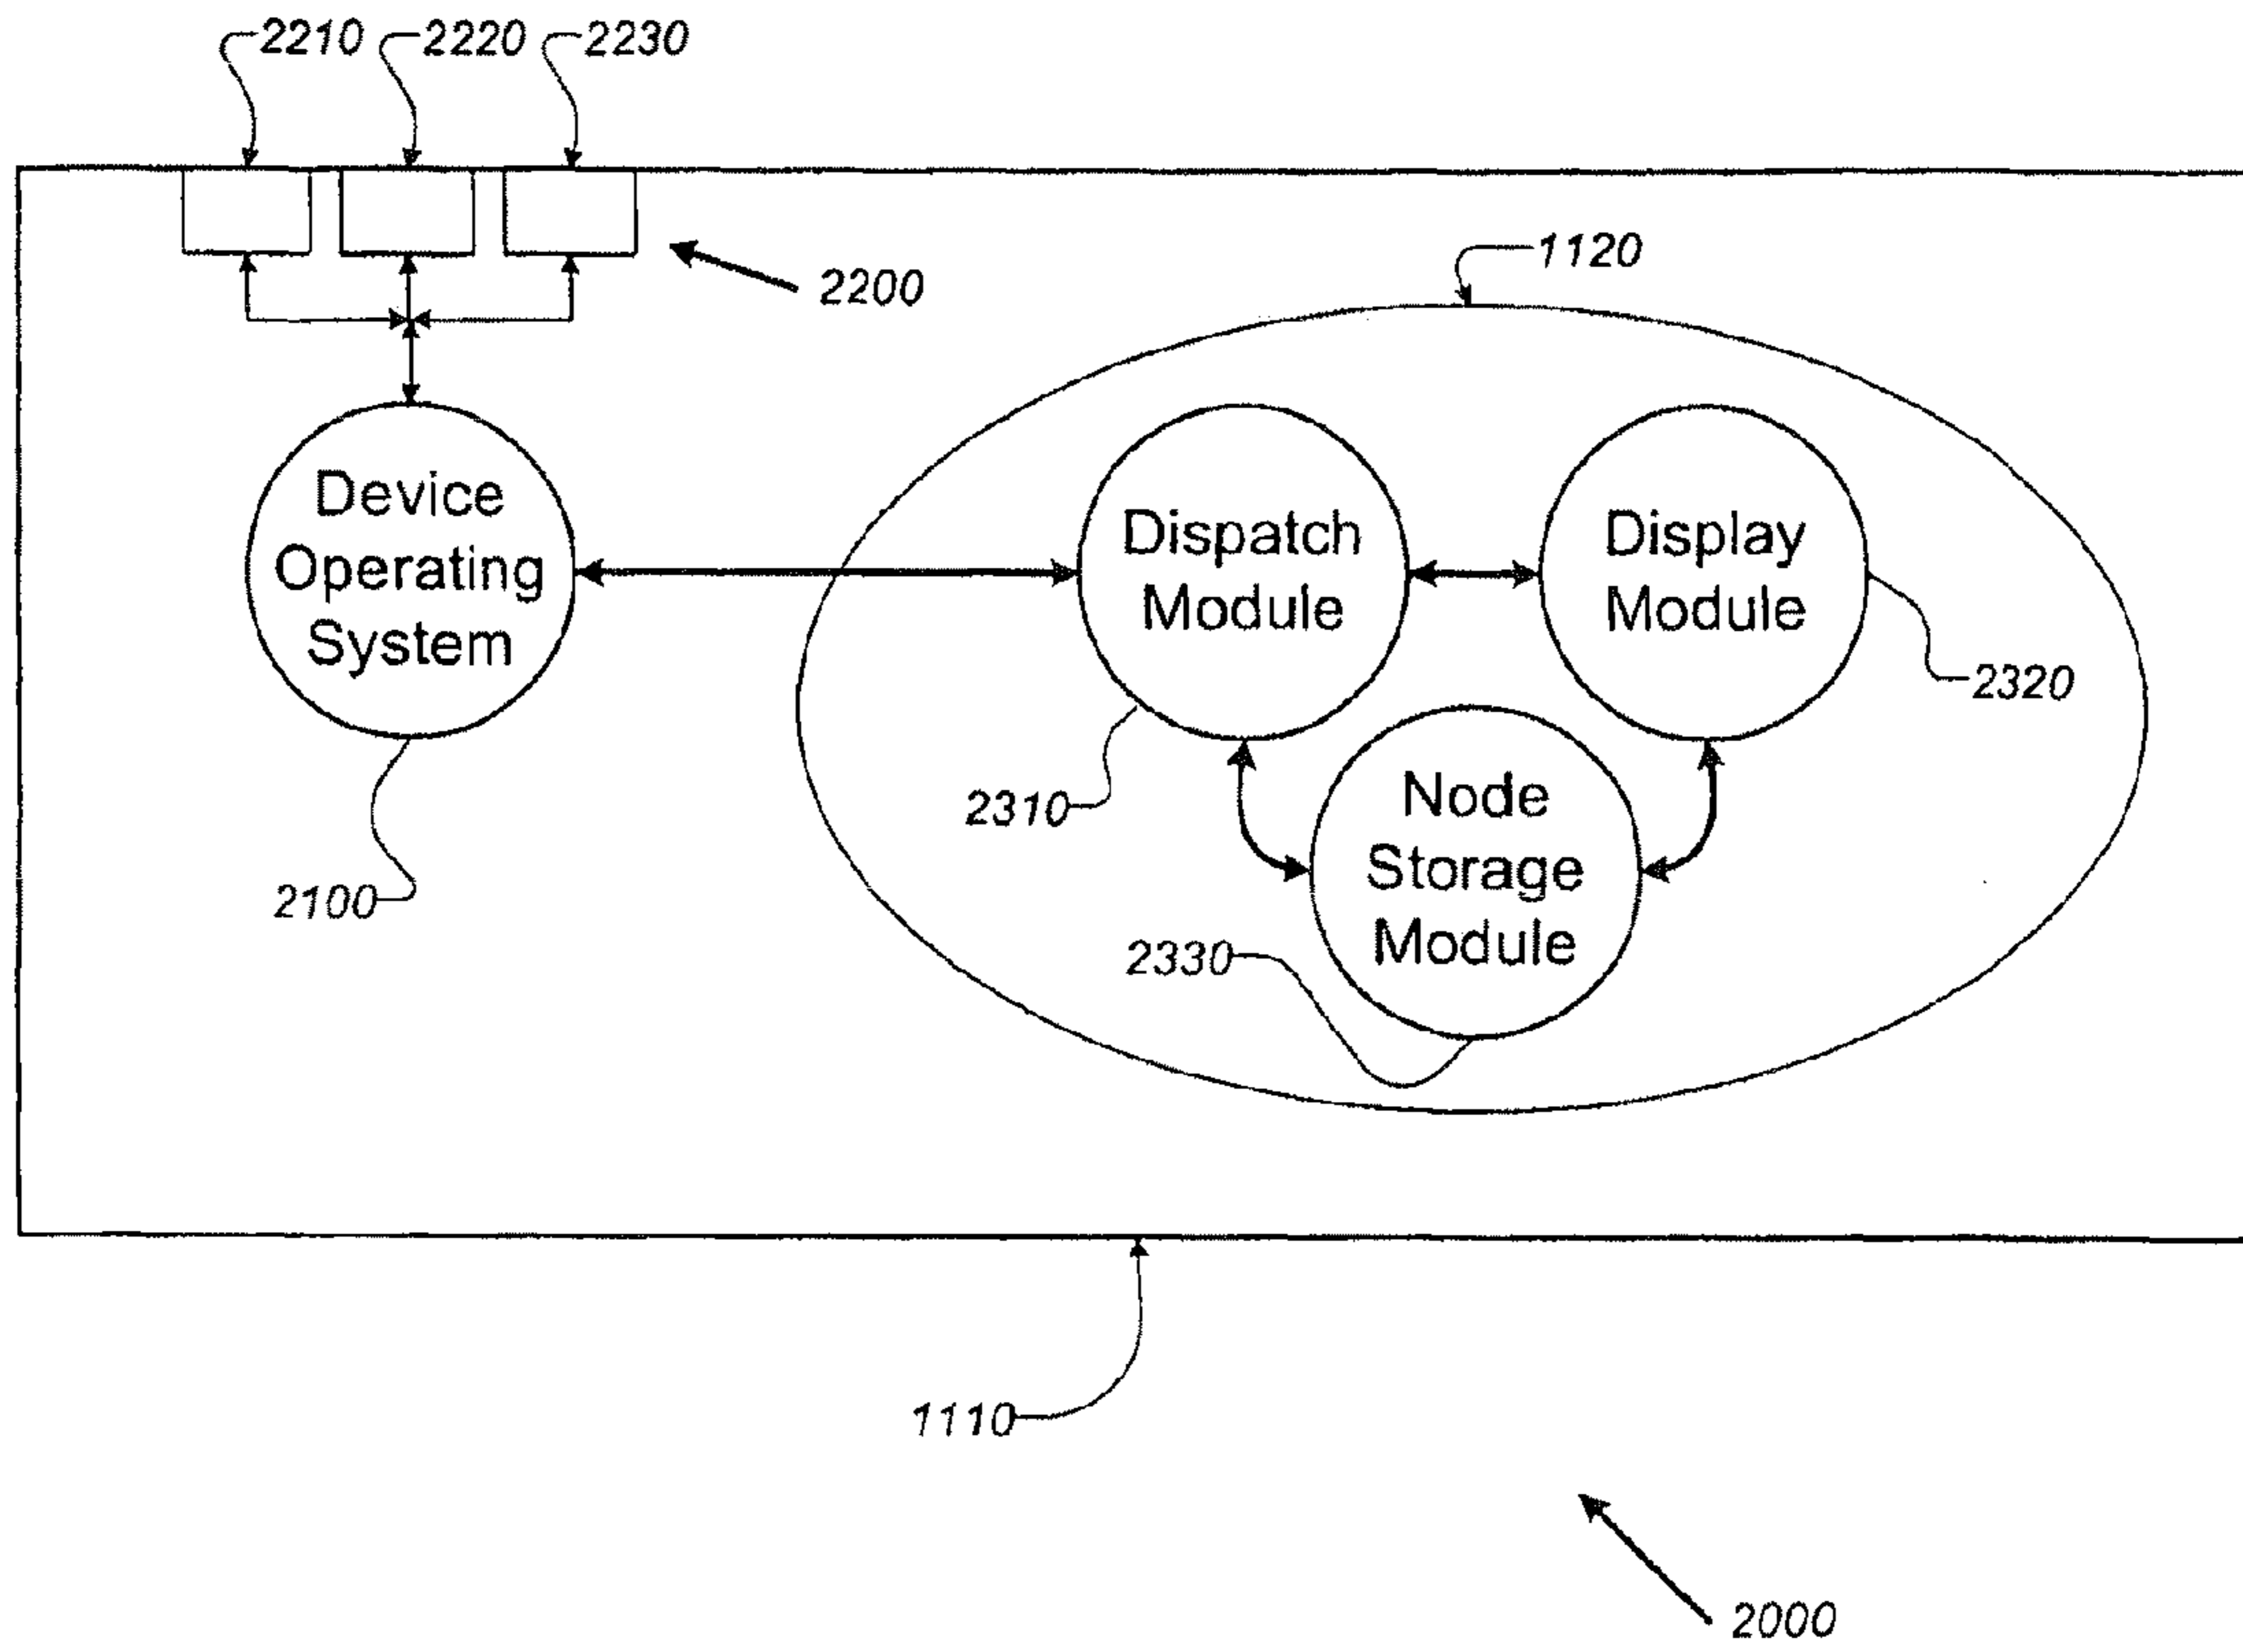 2210
2220
2230
2200
1120
Device
Operating
System
Dispatch
Module
Display
Module
2320
2310
Node
Storage
Module
2100
2330
1110
2000